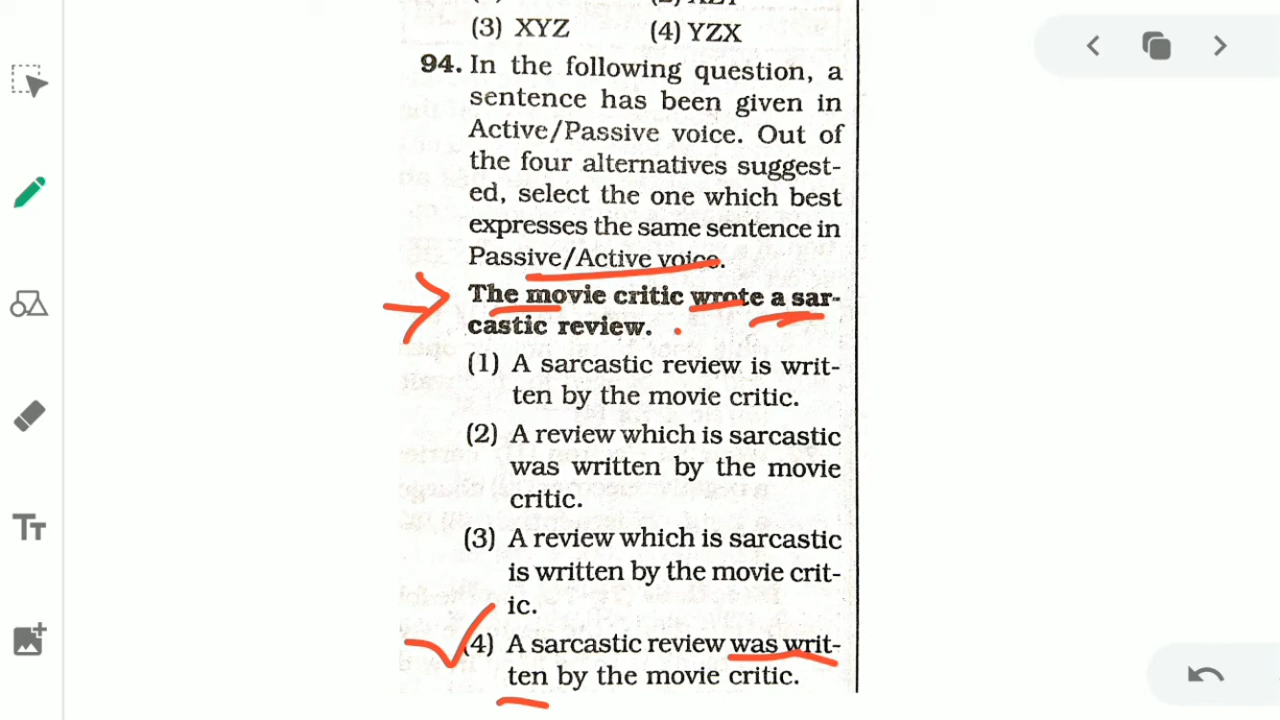 (3) XYZ (4) YZX
94. In the following question, a
sentence has been given in
Active/Passive voice. Out of
the four alternatives suggest-
ed, select the one which best
expresses the same sentence in
Passive/Active voice.
The movie critic wrote a sar-
castic review.
(1) A sarcastic review is writ-
ten by the movie critic.
(2) A review which is sarcastic
was written by the movie
critic.
(3) A review which is sarcastic
is written by the movie crit-
ic.
(4) A sarcastic review was writ-
ten by the movie critic.
TT